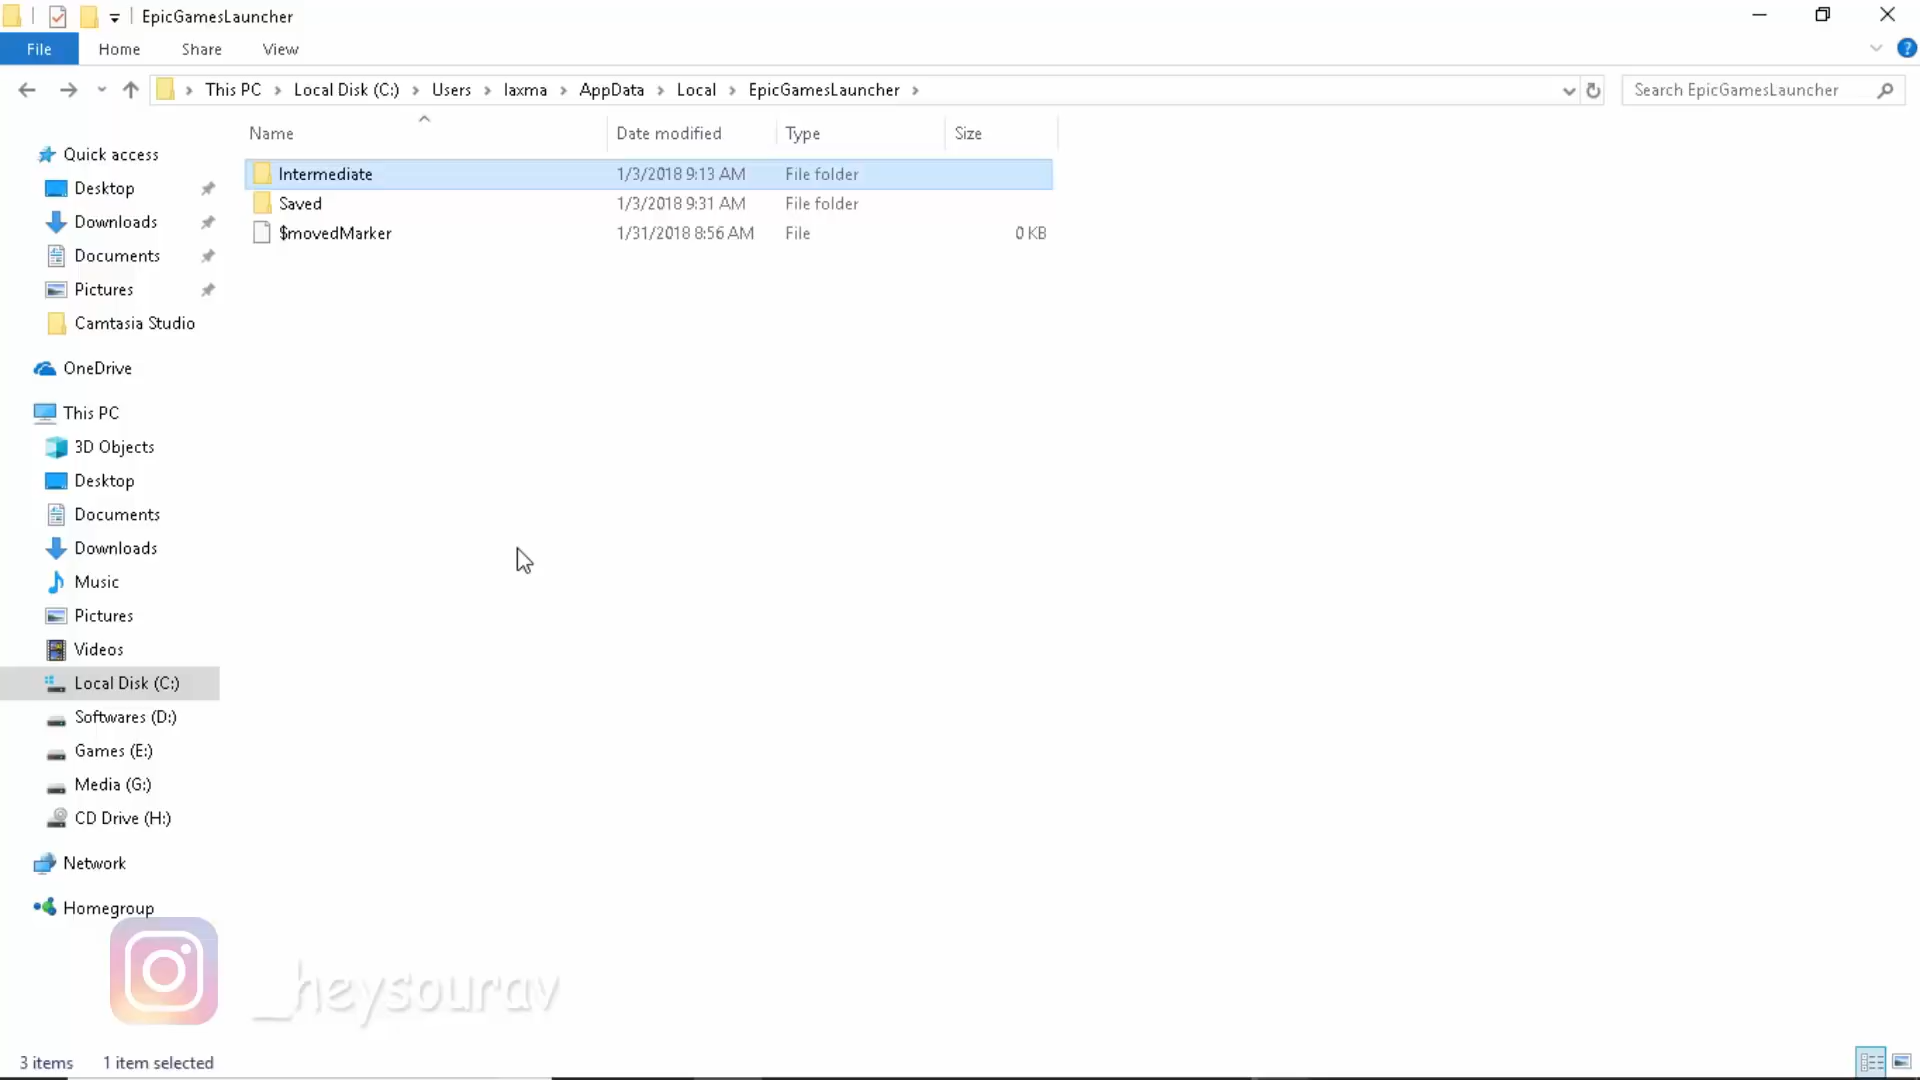 EpicGamesLauncher
File Home Share View
This PC Local Disk (C:) Users laxma AppData Local EpicGamesLauncher
Search EpicGamesLauncher
Name Date modified Type Size
Intermediate 1/3/2018 9:13 AM File folder
Saved 1/3/2018 9:31 AM File folder
$movedMarker 1/31/2018 8:56 AM File 0 KB
Quick access
Desktop
Downloads
Documents
Pictures
Camtasia Studio
OneDrive
This PC
3D Objects
Desktop
Documents
Downloads
Music
Pictures
Videos
Local Disk (C:)
Softwares (D:)
Games (E:)
Media (G:)
CD Drive (H:)
Network
Homegroup
_heysourav
3 items 1 item selected